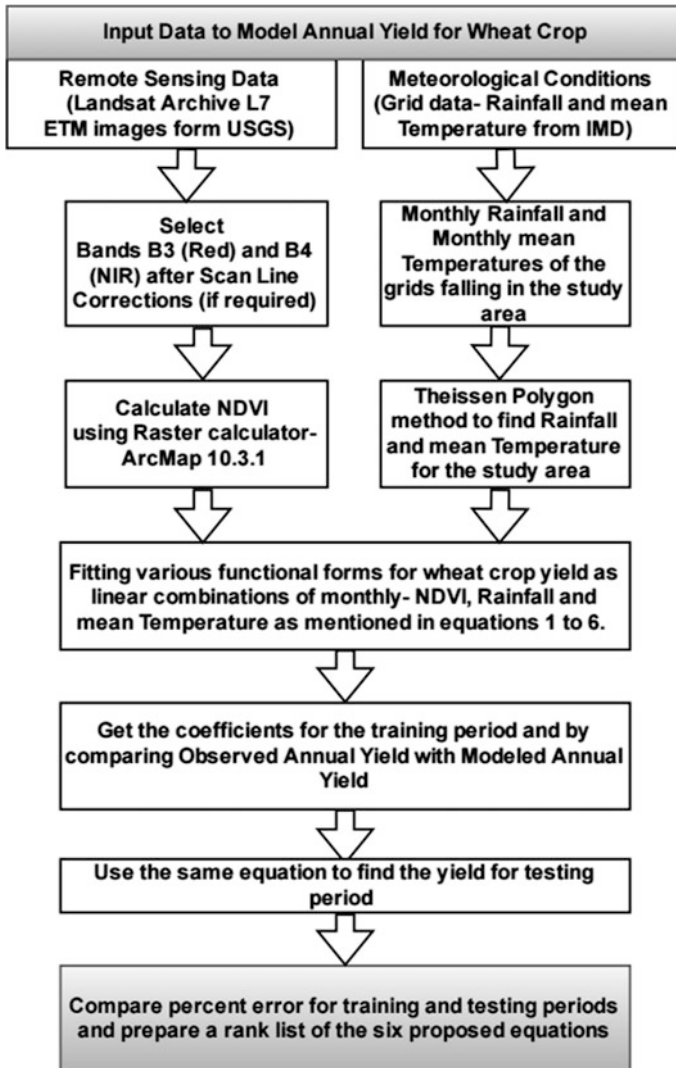 Input Data to Model Annual Yield for Wheat Crop
Remote Sensing Data
(Landsat Archive L7
ETM images form USGS)
Meteorological Conditions
(Grid data- Rainfall and mean
Temperature from IMD)
Select
Bands B3 (Red) and B4
(NIR) after Scan Line
Corrections (if required)
Monthly Rainfall and
Monthly mean
Temperatures of the
grids falling in the study
area
Calculate NDVI
using Raster calculator-
ArcMap 10.3.1
Theissen Polygon
method to find Rainfall
and mean Temperature
for the study area
Fitting various functional forms for wheat crop yield as
linear combinations of monthly- NDVI, Rainfall and
mean Temperature as mentioned in equations 1 to 6.
Get the coefficients for the training period and by
comparing Observed Annual Yield with Modeled Annual
Yield
Use the same equation to find the yield for testing
period
Compare percent error for training and testing periods
and prepare a rank list of the six proposed equations